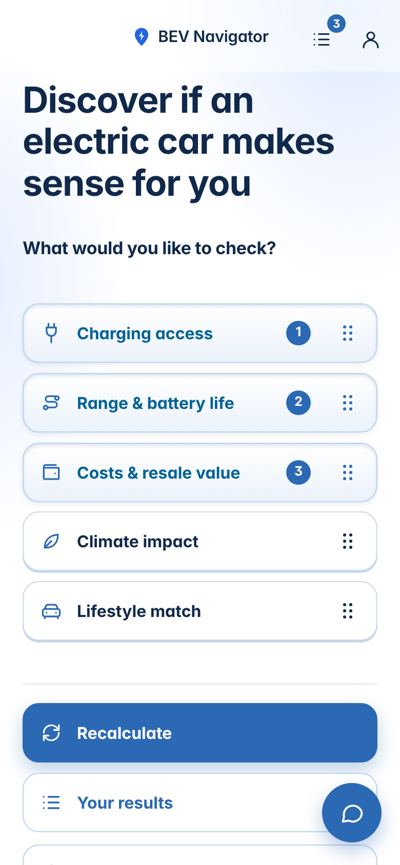 BEV Navigator
3
Discover if an
electric car makes
sense for you
What would you like to check?
Charging access 1
Range & battery life 2
Costs & resale value 3
Climate impact
Lifestyle match
Recalculate
Your results